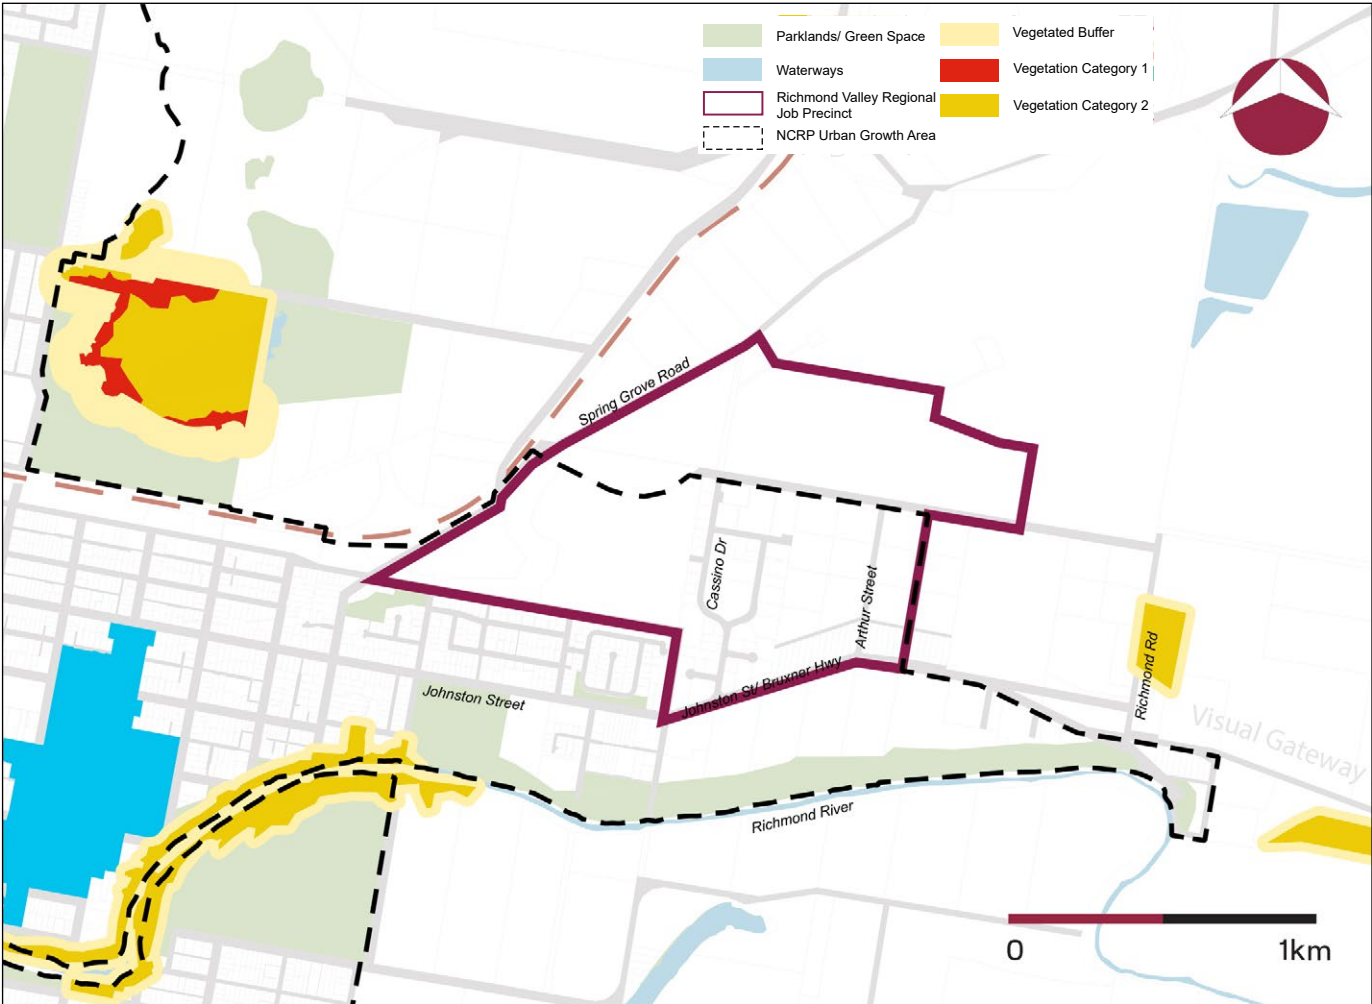 Parklands/ Green Space
Waterways
Richmond Valley Regional
Job Precinct
NCRP Urban Growth Area
Vegetated Buffer
Vegetation Category 1
Vegetation Category 2
Spring Grove Road
Cassino Dr
Arthur Street
Johnston St/ Bruxner Hwy
Johnston Street
Richmond Rd
Visual Gateway
Richmond River
0
1km